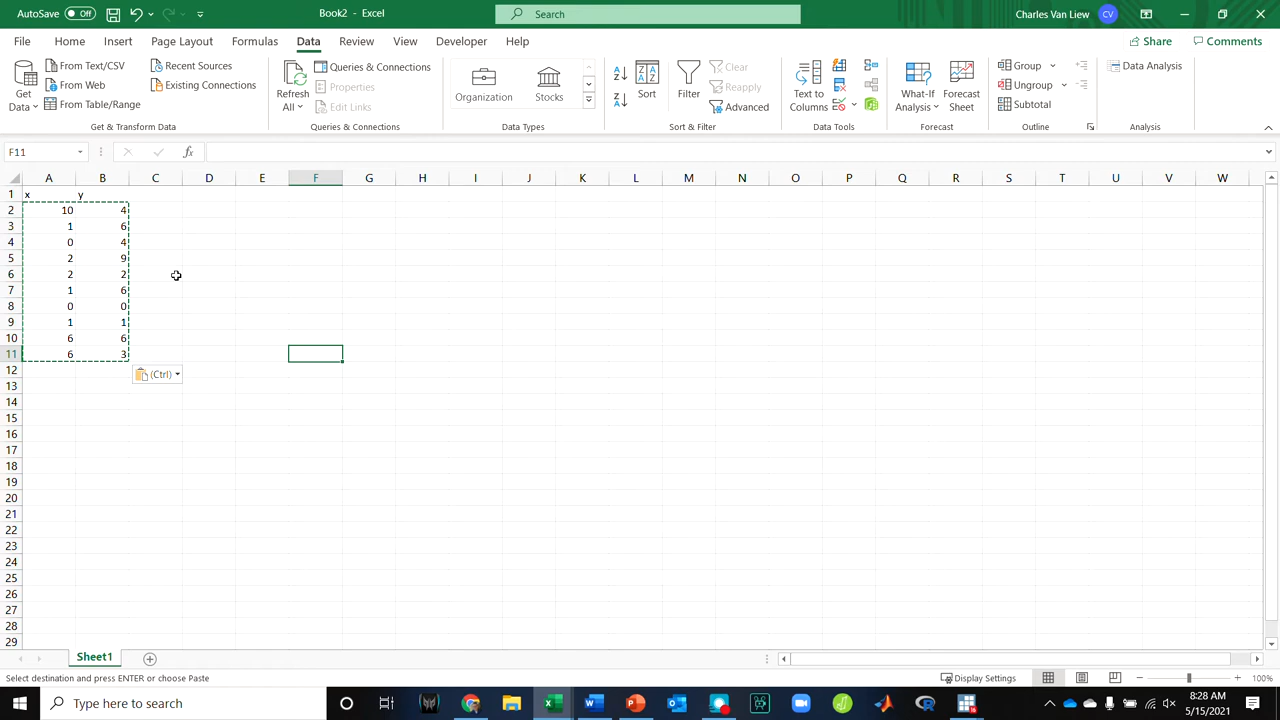 AutoSave Off Book2 - Excel Search Charles Van Liew CV
File Home Insert Page Layout Formulas Data Review View Developer Help Share Comments
Get Data
From Text/CSV
From Web
From Table/Range
Recent Sources
Existing Connections
Get & Transform Data
Refresh All
Queries & Connections
Properties
Edit Links
Queries & Connections
Organization
Stocks
Data Types
Sort
Filter
Clear
Reapply
Advanced
Sort & Filter
Text to Columns
Data Tools
What-If Analysis
Forecast Sheet
Forecast
Group
Ungroup
Subtotal
Outline
Data Analysis
Analysis
F11 fx
A B C D E F G H I J K L M N O P Q R S T U V W
1 x y
2 10 4
3 1 6
4 0 4
5 2 9
6 2 2
7 1 6
8 0 0
9 1 1
10 6 6
11 6 3
12 (Ctrl)
13
14
15
16
17
18
19
20
21
22
23
24
25
26
27
28
29
Sheet1
Select destination and press ENTER or choose Paste Display Settings 100%
Type here to search 8:28 AM
5/15/2021